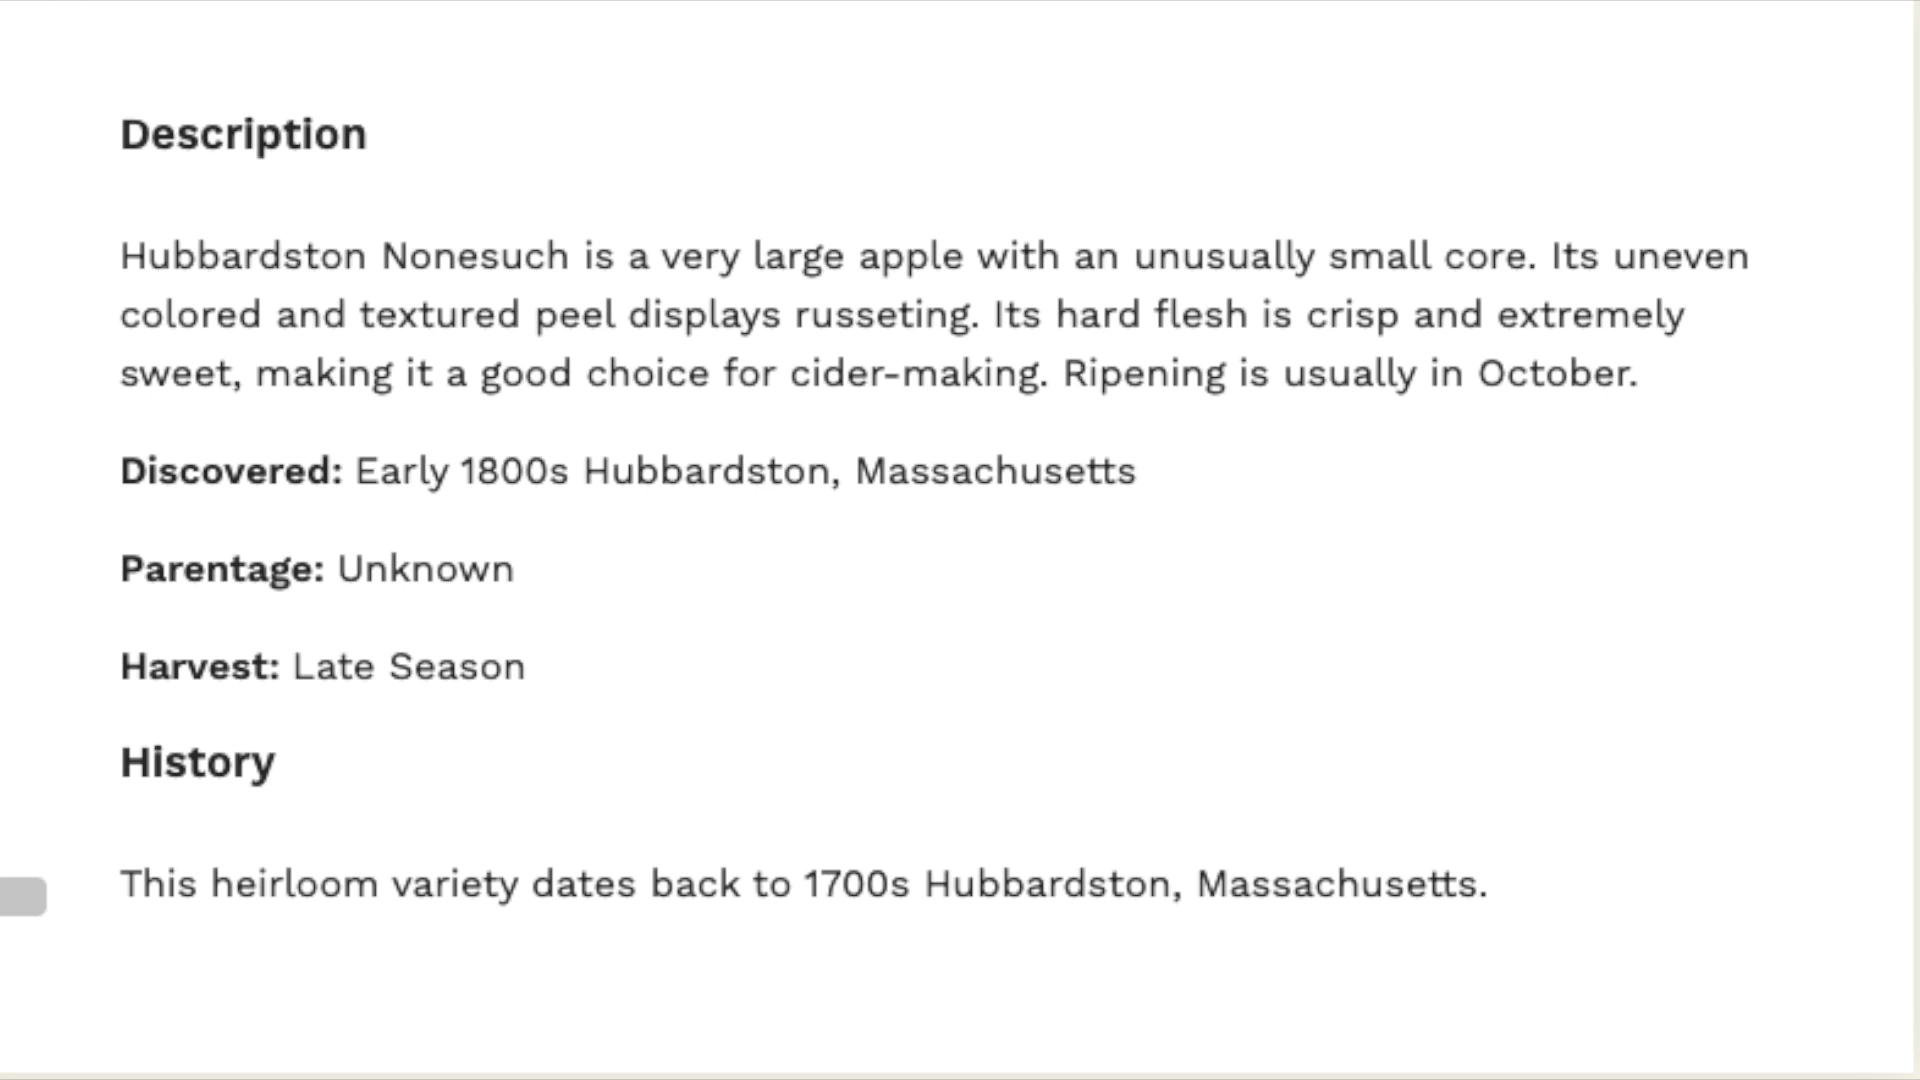 Description
Hubbardston Nonesuch is a very large apple with an unusually small core. Its uneven
colored and textured peel displays russeting. Its hard flesh is crisp and extremely
sweet, making it a good choice for cider-making. Ripening is usually in October.
Discovered: Early 1800s Hubbardston, Massachusetts
Parentage: Unknown
Harvest: Late Season
History
This heirloom variety dates back to 1700s Hubbardston, Massachusetts.